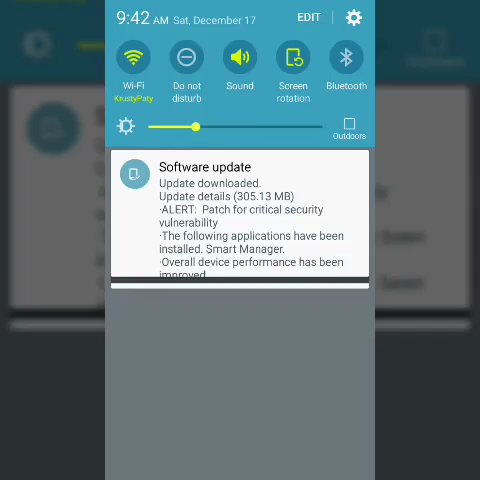 9:42 AM Sat, December 17 EDIT
Wi-Fi Do not disturb Sound Screen rotation Bluetooth
KrustyPaty
Outdoors
Software update
Update downloaded.
Update details (305.13 MB)
·ALERT: Patch for critical security
vulnerability
·The following applications have been
installed. Smart Manager.
·Overall device performance has been
improved